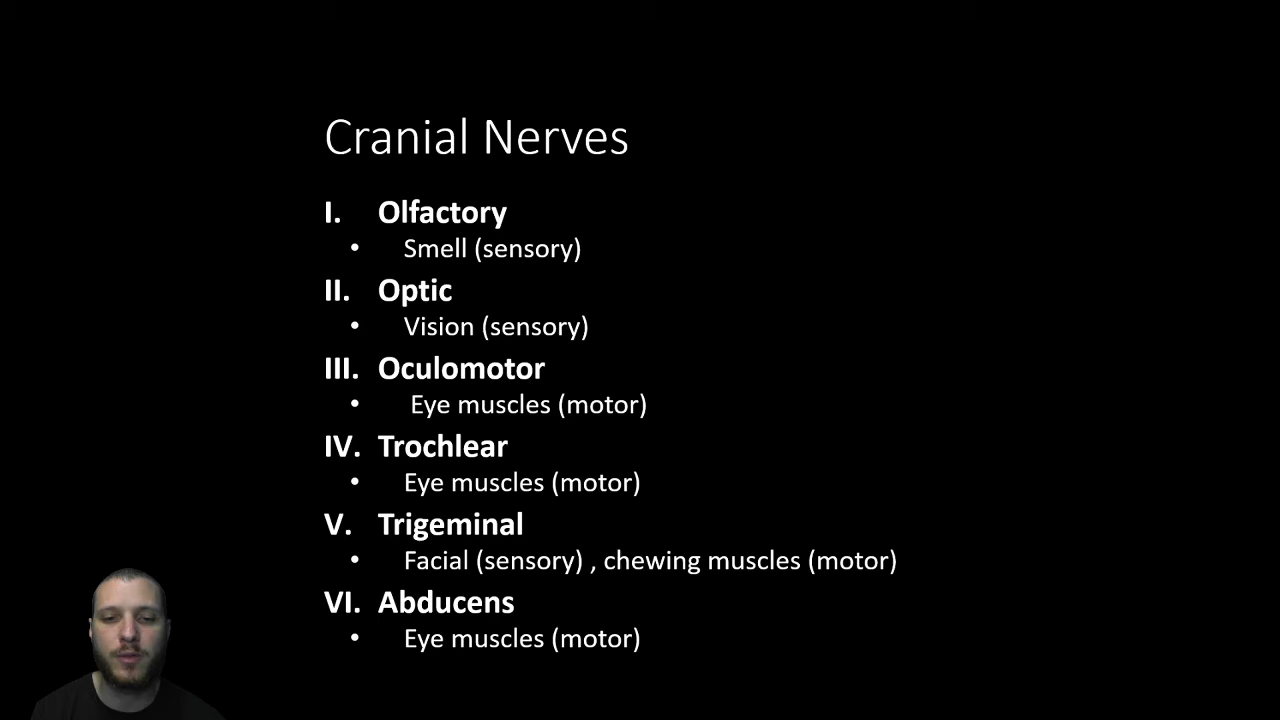 Cranial Nerves
I. Olfactory
• Smell (sensory)
II. Optic
• Vision (sensory)
III. Oculomotor
• Eye muscles (motor)
IV. Trochlear
• Eye muscles (motor)
V. Trigeminal
• Facial (sensory) , chewing muscles (motor)
VI. Abducens
• Eye muscles (motor)